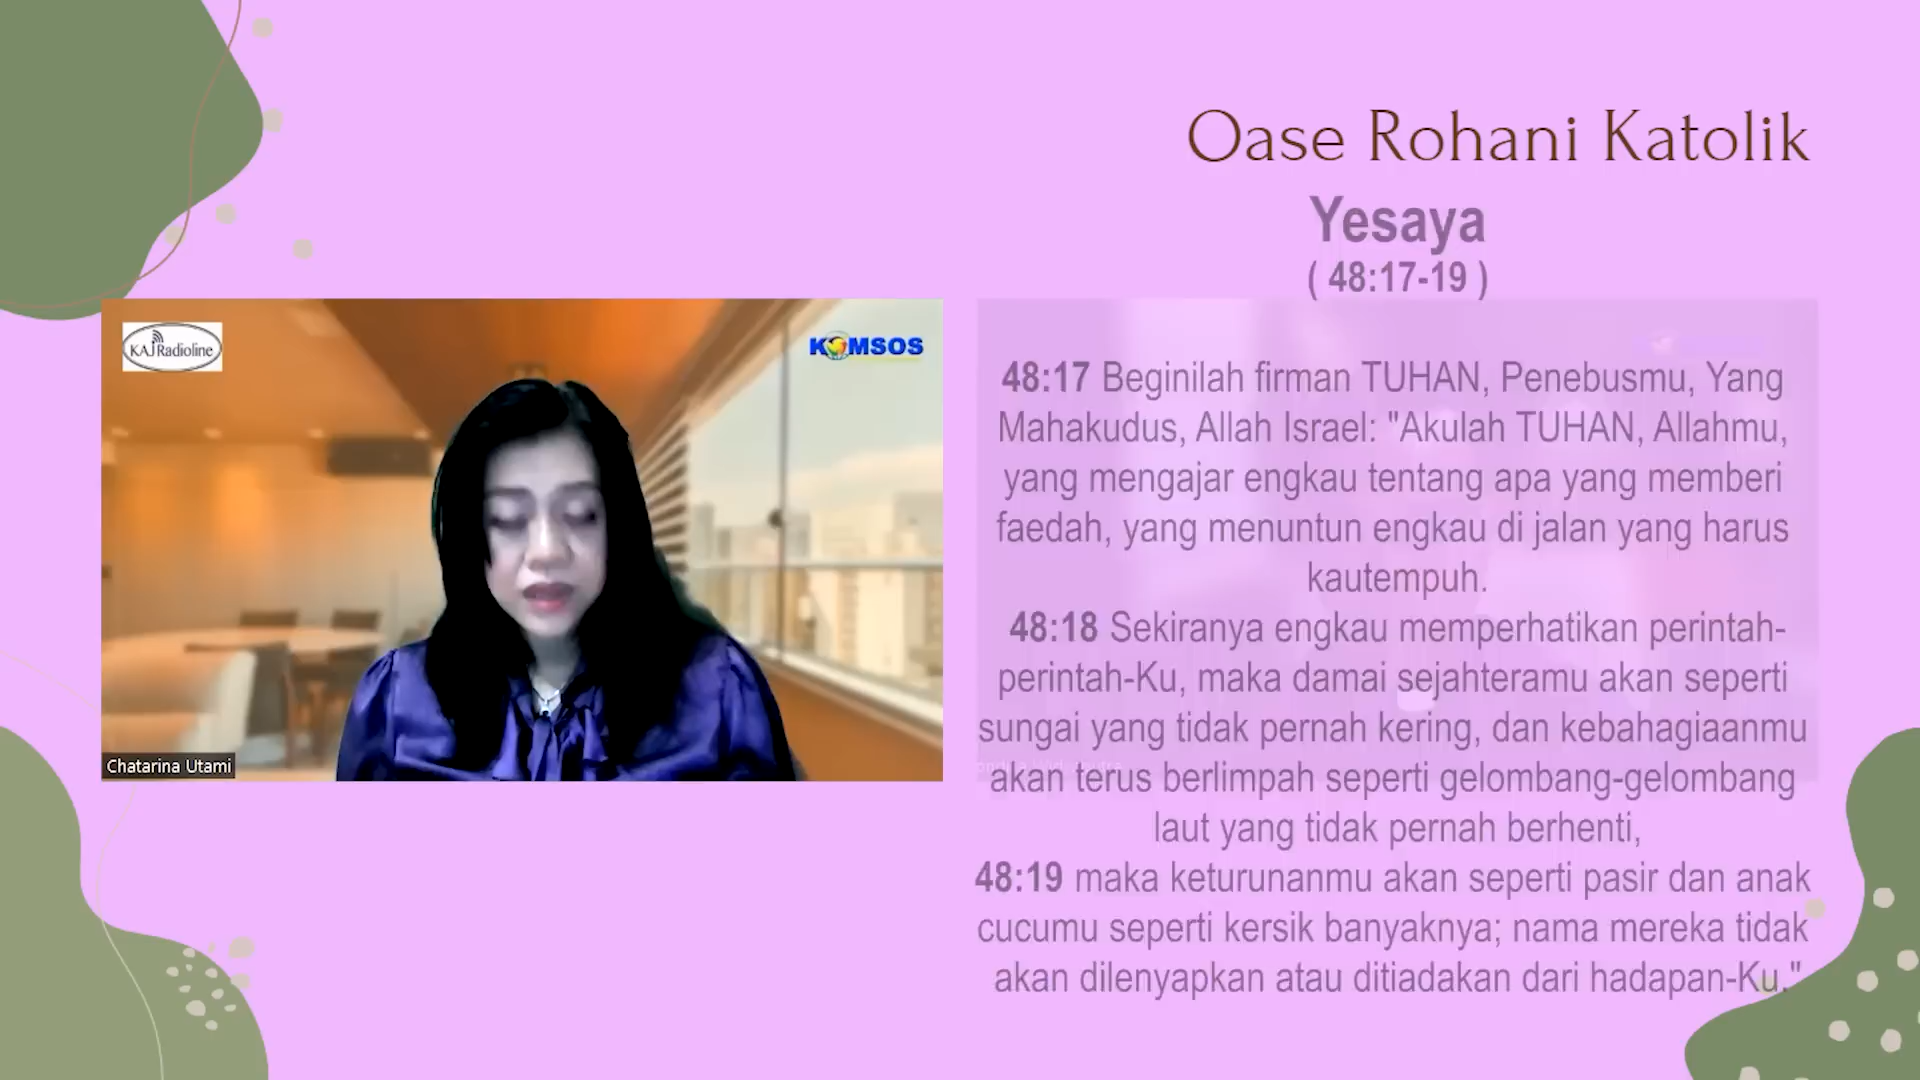 Oase Rohani Katolik
Yesaya
( 48:17-19 )
KAJ Radioline
KOMSOS
Chatarina Utami
48:17 Beginilah firman TUHAN, Penebusmu, Yang
Mahakudus, Allah Israel: "Akulah TUHAN, Allahmu,
yang mengajar engkau tentang apa yang memberi
faedah, yang menuntun engkau di jalan yang harus
kautempuh.
48:18 Sekiranya engkau memperhatikan perintah-
perintah-Ku, maka damai sejahteramu akan seperti
sungai yang tidak pernah kering, dan kebahagiaanmu
akan terus berlimpah seperti gelombang-gelombang
laut yang tidak pernah berhenti,
48:19 maka keturunanmu akan seperti pasir dan anak
cucumu seperti kersik banyaknya; nama mereka tidak
akan dilenyapkan atau ditiadakan dari hadapan-Ku."